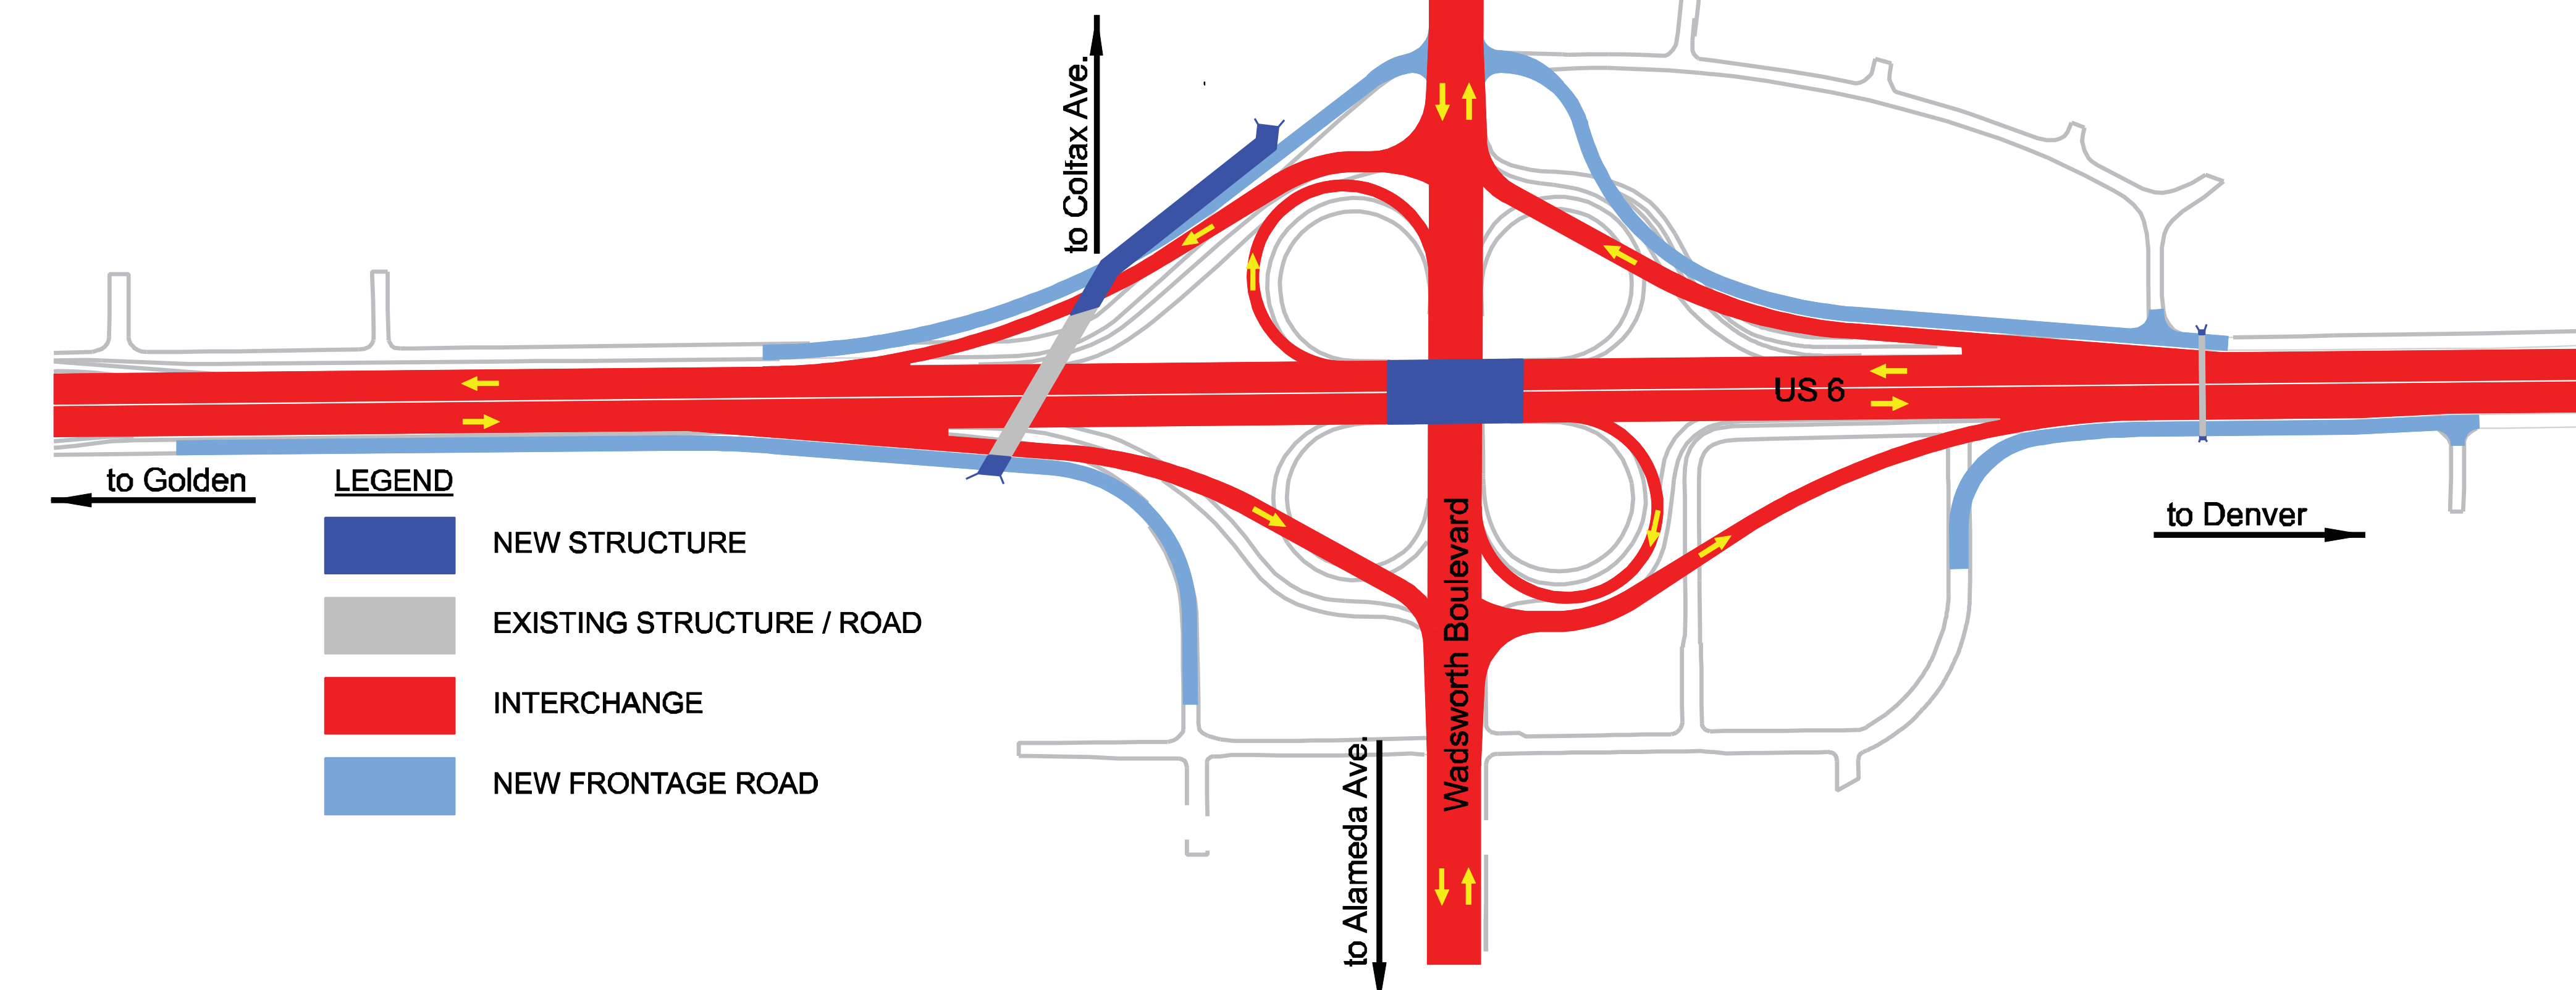 to Colfax Ave.
US 6
to Golden
LEGEND
NEW STRUCTURE
EXISTING STRUCTURE / ROAD
INTERCHANGE
NEW FRONTAGE ROAD
Wadsworth Boulevard
to Denver
to Alameda Ave.